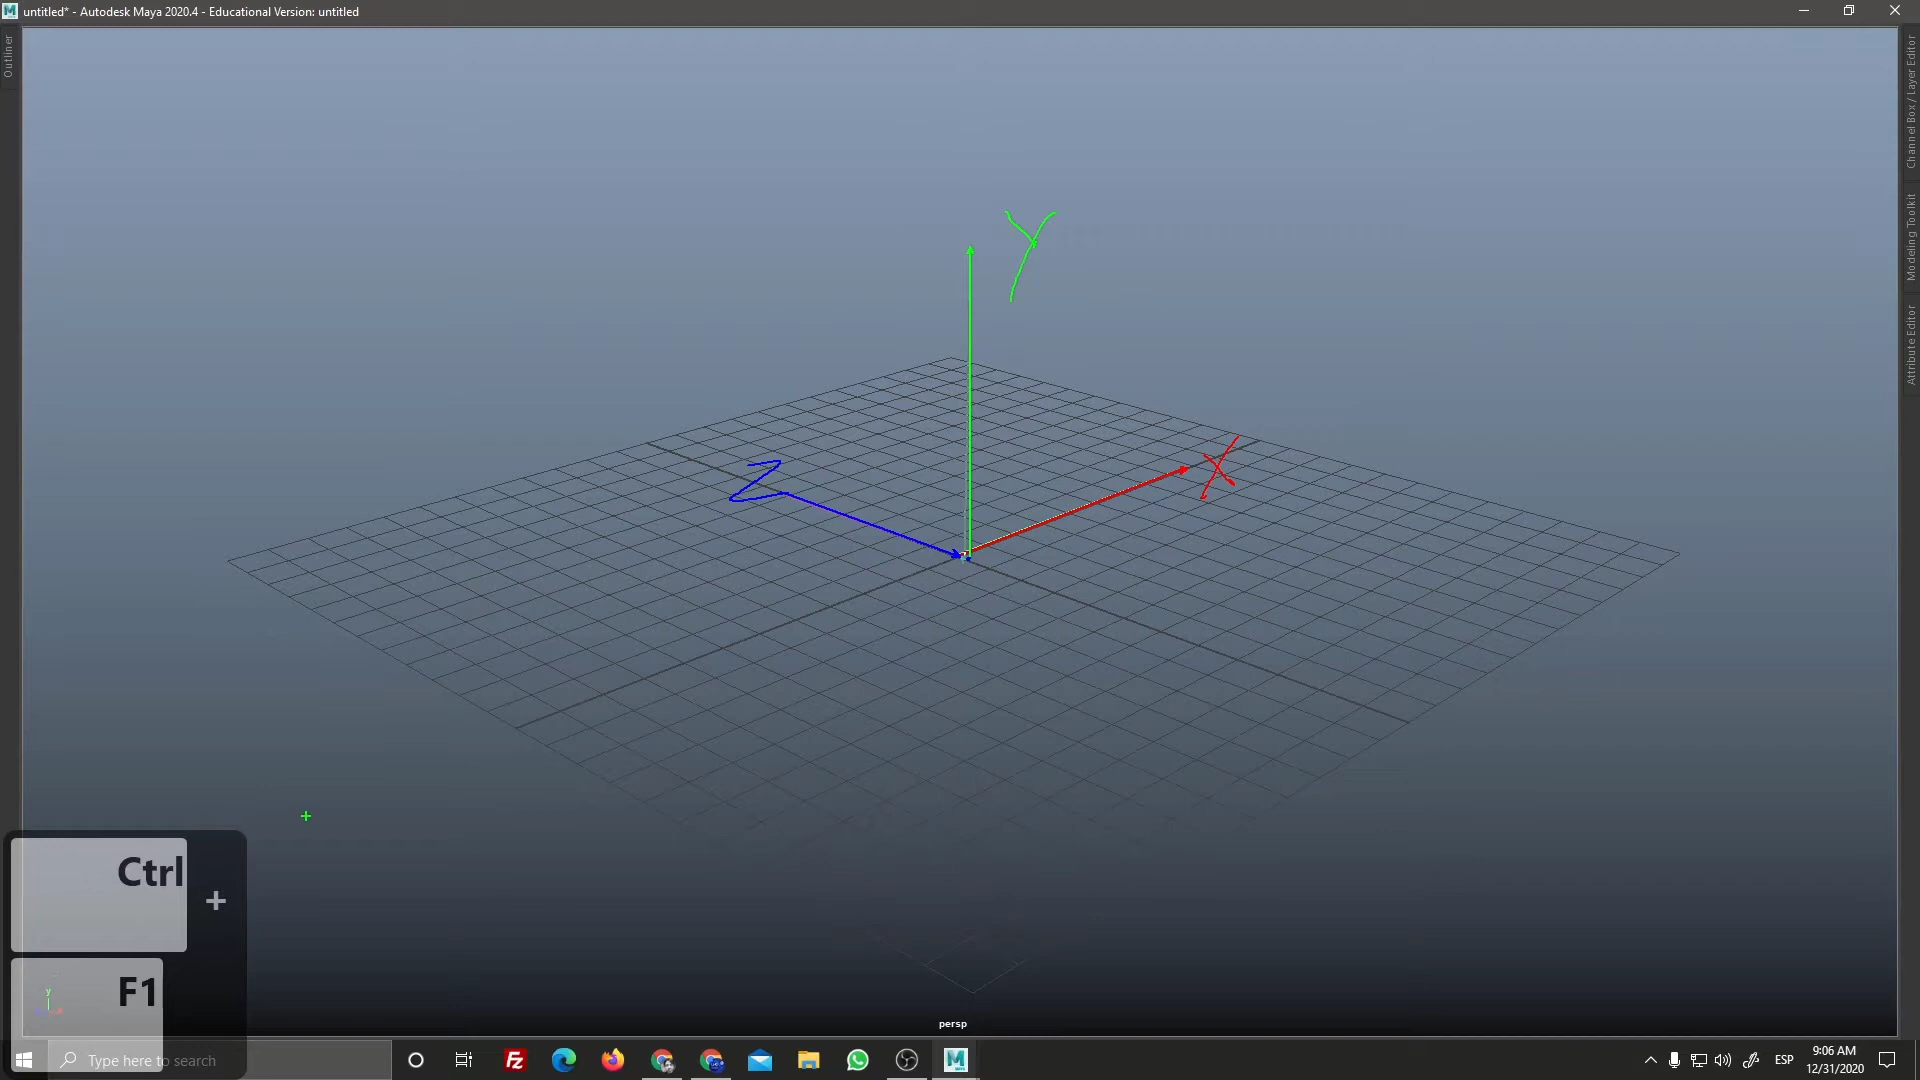 untitled* - Autodesk Maya 2020.4 - Educational Version: untitled
Outliner
Channel Box / Layer Editor
Modeling Toolkit
Attribute Editor
Y
X
Z
Ctrl
+
F1
y
persp
Type here to search
Fz
M
ESP
9:06 AM
12/31/2020